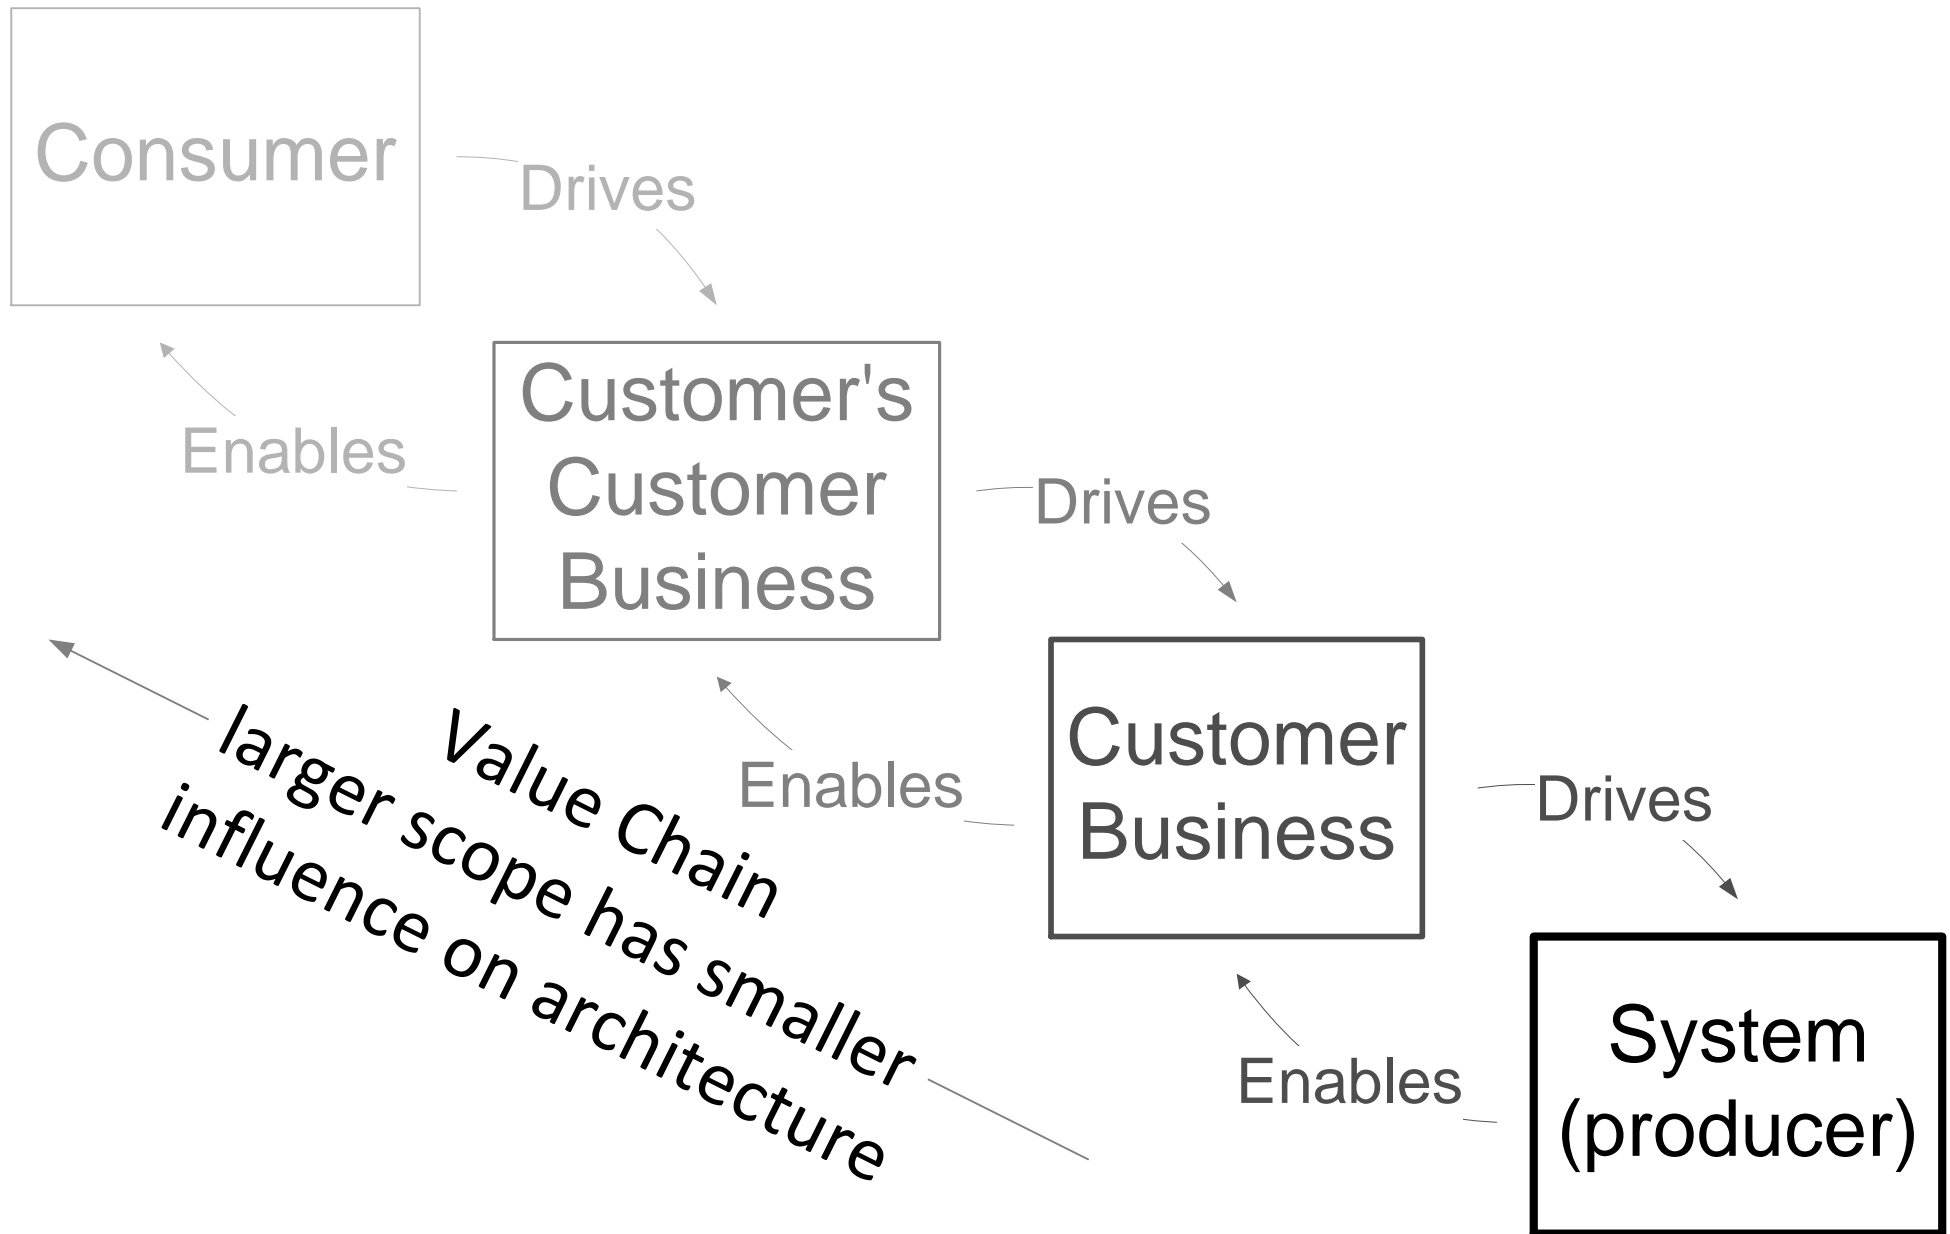 Consumer
Drives
Enables
Customer's
Customer
Business
Drives
Enables
Customer
Business
Drives
Enables
System
(producer)
Value Chain
larger scope has smaller
influence on architecture